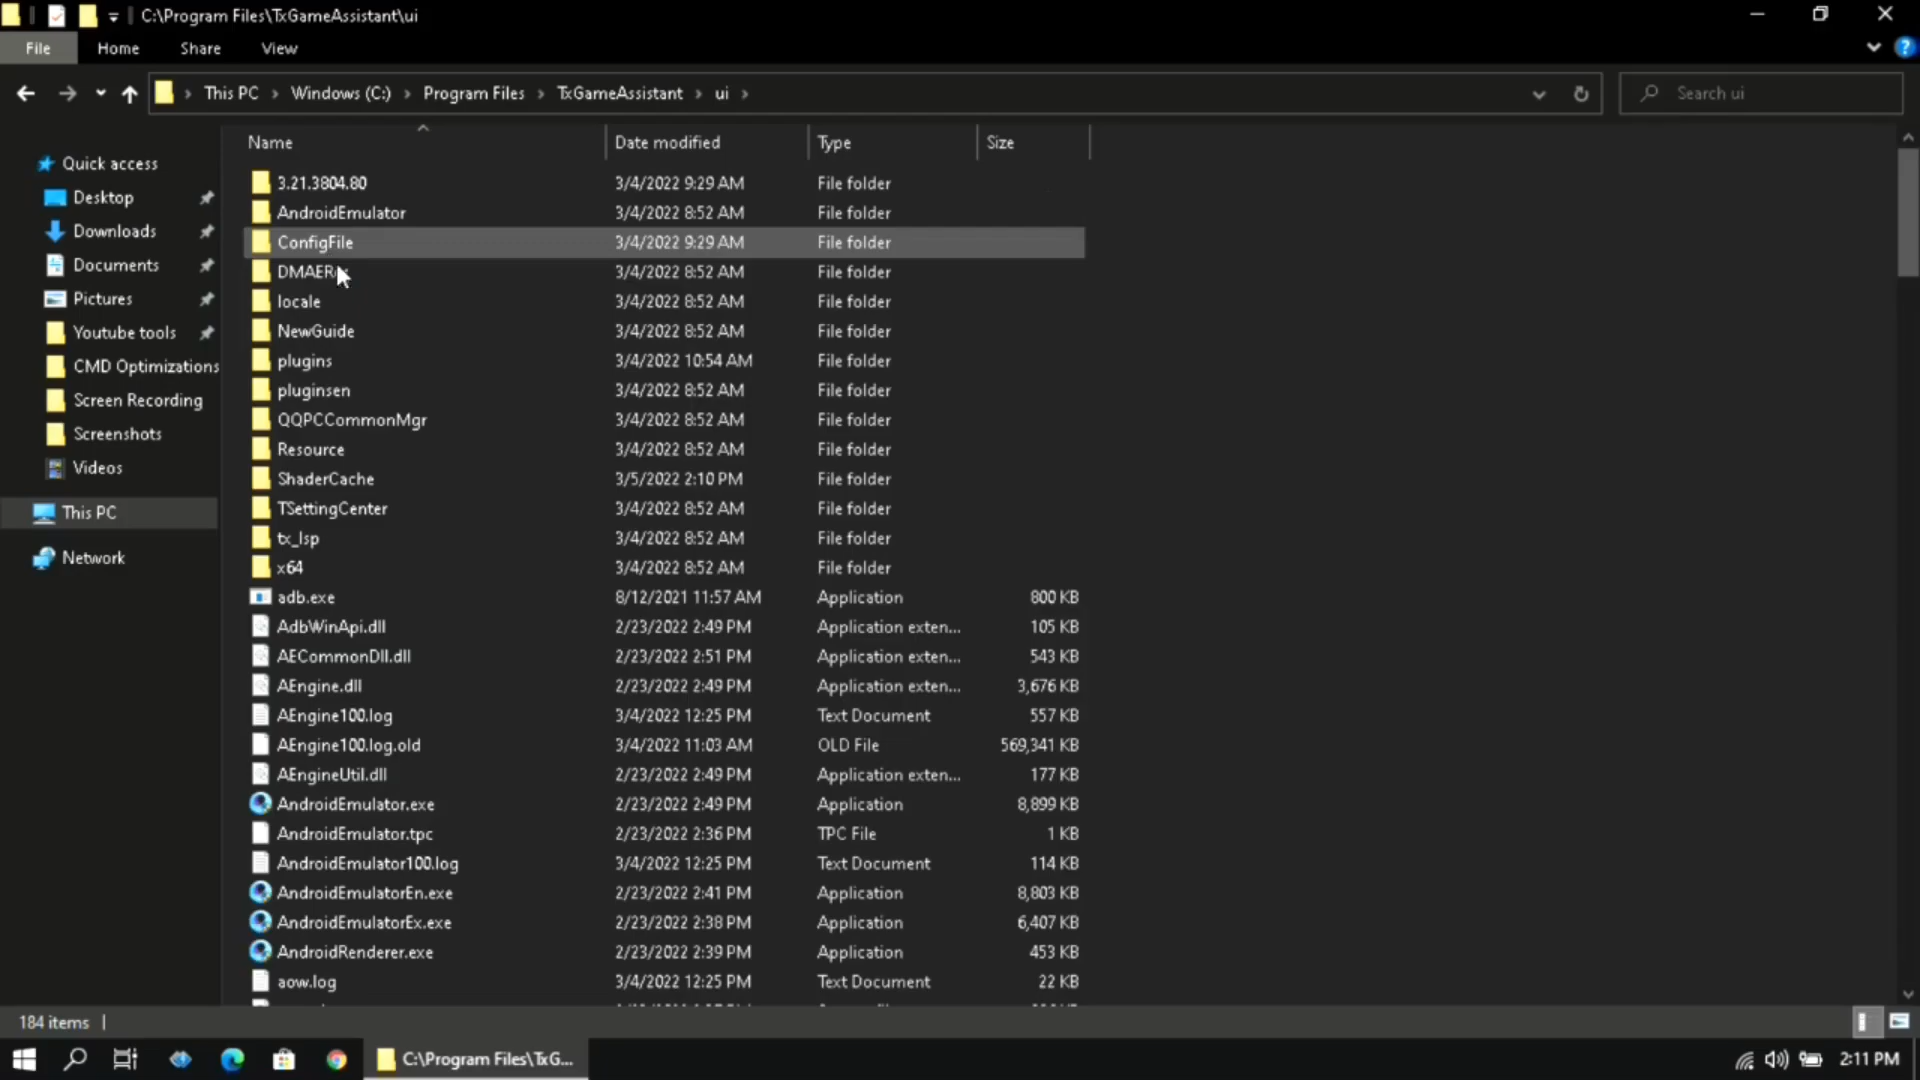 C:\Program Files\TxGameAssistant\ui
File Home Share View
This PC Windows (C:) Program Files TxGameAssistant ui
Search ui
Name Date modified Type Size
Quick access
Desktop
Downloads
Documents
Pictures
Youtube tools
CMD Optimizations
Screen Recording
Screenshots
Videos
This PC
Network
3.21.3804.80 3/4/2022 9:29 AM File folder
AndroidEmulator 3/4/2022 8:52 AM File folder
ConfigFile 3/4/2022 9:29 AM File folder
3/4/2022 8:52 AM File folder
locale 3/4/2022 8:52 AM File folder
NewGuide 3/4/2022 8:52 AM File folder
plugins 3/4/2022 10:54 AM File folder
pluginsen 3/4/2022 8:52 AM File folder
QQPCCommonMgr 3/4/2022 8:52 AM File folder
Resource 3/4/2022 8:52 AM File folder
ShaderCache 3/5/2022 2:10 PM File folder
TSettingCenter 3/4/2022 8:52 AM File folder
tx_lsp 3/4/2022 8:52 AM File folder
x64 3/4/2022 8:52 AM File folder
adb.exe 8/12/2021 11:57 AM Application 800 KB
AdbWinApi.dll 2/23/2022 2:49 PM Application exten... 105 KB
AECommonDll.dll 2/23/2022 2:51 PM Application exten... 543 KB
AEngine.dll 2/23/2022 2:49 PM Application exten... 3,676 KB
AEngine100.log 3/4/2022 12:25 PM Text Document 557 KB
AEngine100.log.old 3/4/2022 11:03 AM OLD File 569,341 KB
AEngineUtil.dll 2/23/2022 2:49 PM Application exten... 177 KB
AndroidEmulator.exe 2/23/2022 2:49 PM Application 8,899 KB
AndroidEmulator.tpc 2/23/2022 2:36 PM TPC File 1 KB
AndroidEmulator100.log 3/4/2022 12:25 PM Text Document 114 KB
AndroidEmulatorEn.exe 2/23/2022 2:41 PM Application 8,803 KB
AndroidEmulatorEx.exe 2/23/2022 2:38 PM Application 6,407 KB
AndroidRenderer.exe 2/23/2022 2:39 PM Application 453 KB
aow.log 3/4/2022 12:25 PM Text Document 22 KB
184 items
C:\Program Files\TxG...
2:11 PM